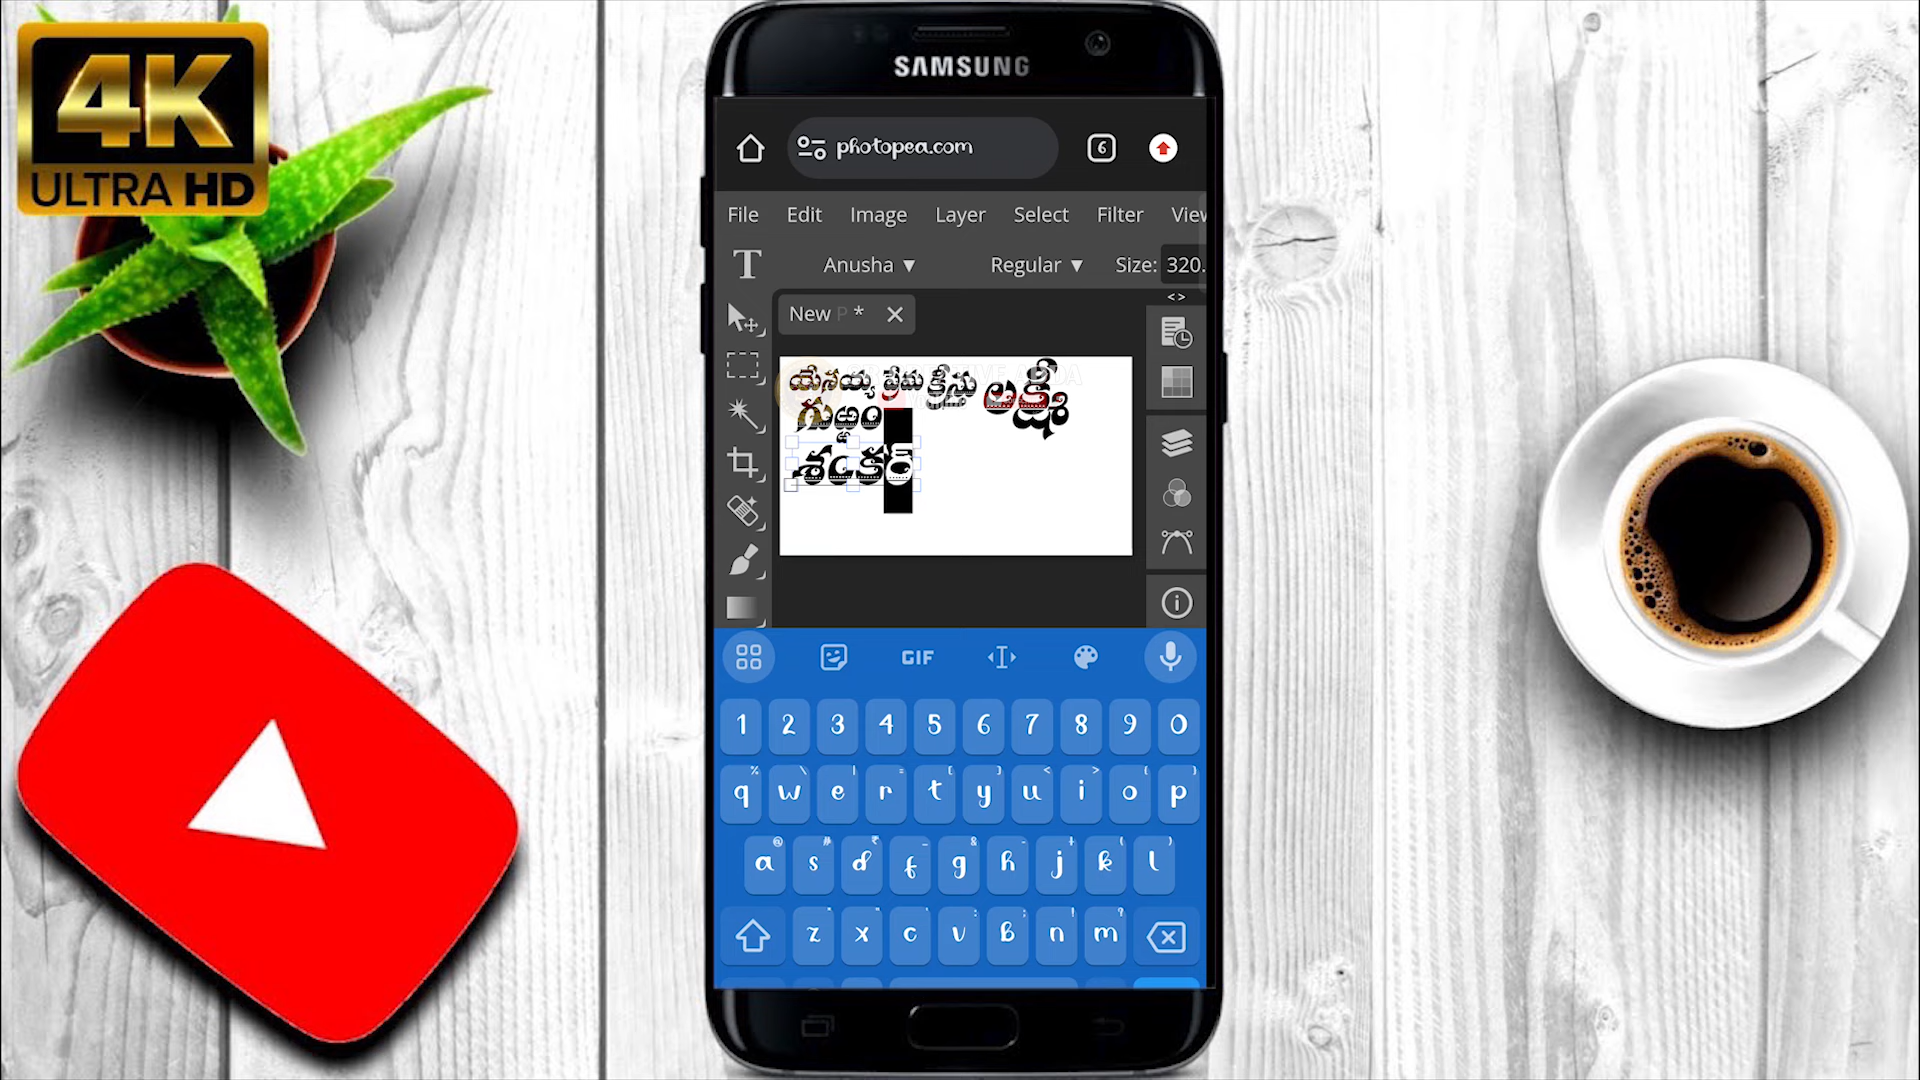 4K
ULTRA HD
SAMSUNG
photopea.com
6
File Edit Image Layer Select Filter View
T Anusha ▼ Regular ▼ Size: 320.
New P * ✕
యేసయ్య ప్రేమ క్రీస్తు లక్ష్మీ
గుఱ్ఱం
శంకర్
GIF
1 2 3 4 5 6 7 8 9 0
q w e r t y u i o p
a s d f g h j k l
z x c v b n m